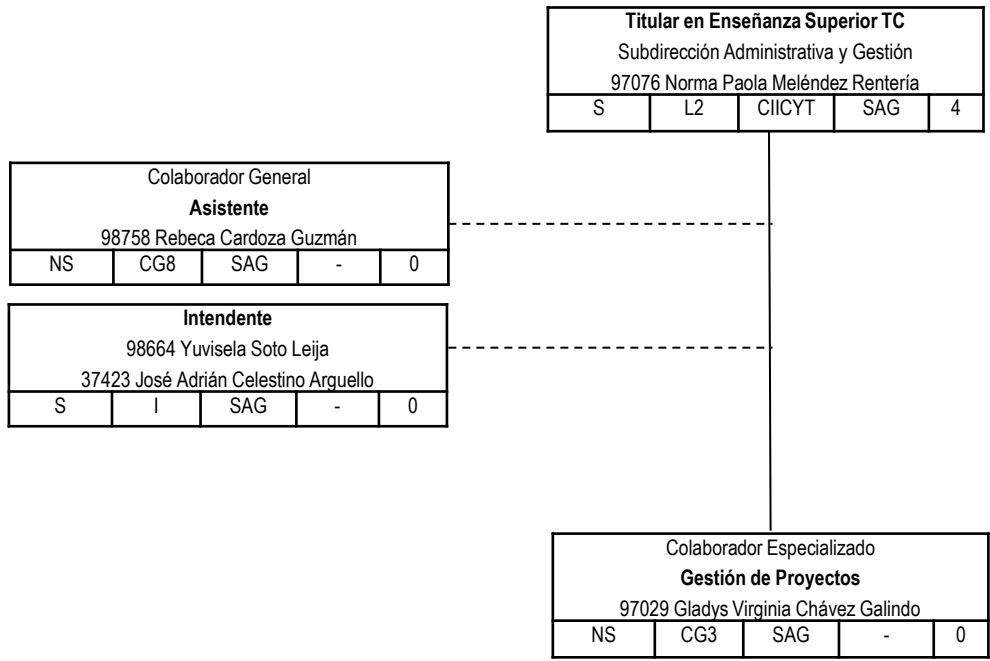 Titular en Enseñanza Superior TC
Subdirección Administrativa y Gestión
97076 Norma Paola Meléndez Rentería
S L2 CIICYT SAG 4
Colaborador General
Asistente
98758 Rebeca Cardoza Guzmán
NS CG8 SAG - 0
Intendente
98664 Yuvisela Soto Leija
37423 José Adrián Celestino Arguello
S I SAG - 0
Colaborador Especializado
Gestión de Proyectos
97029 Gladys Virginia Chávez Galindo
NS CG3 SAG - 0